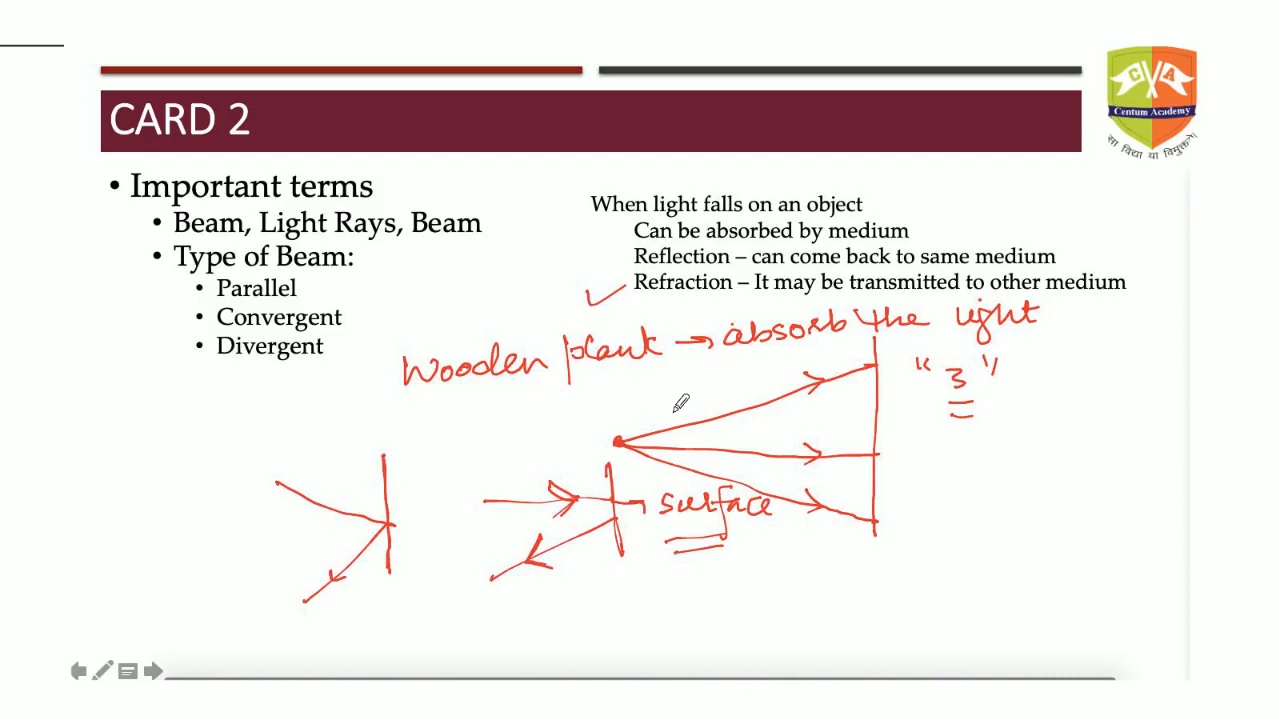 CARD 2
• Important terms
• Beam, Light Rays, Beam
• Type of Beam:
• Parallel
• Convergent
• Divergent
When light falls on an object
Can be absorbed by medium
Reflection – can come back to same medium
Refraction – It may be transmitted to other medium
Wooden plank → absorb the light
" 3 "
surface
C A
Centum Academy
सा विद्या या विमुक्तये